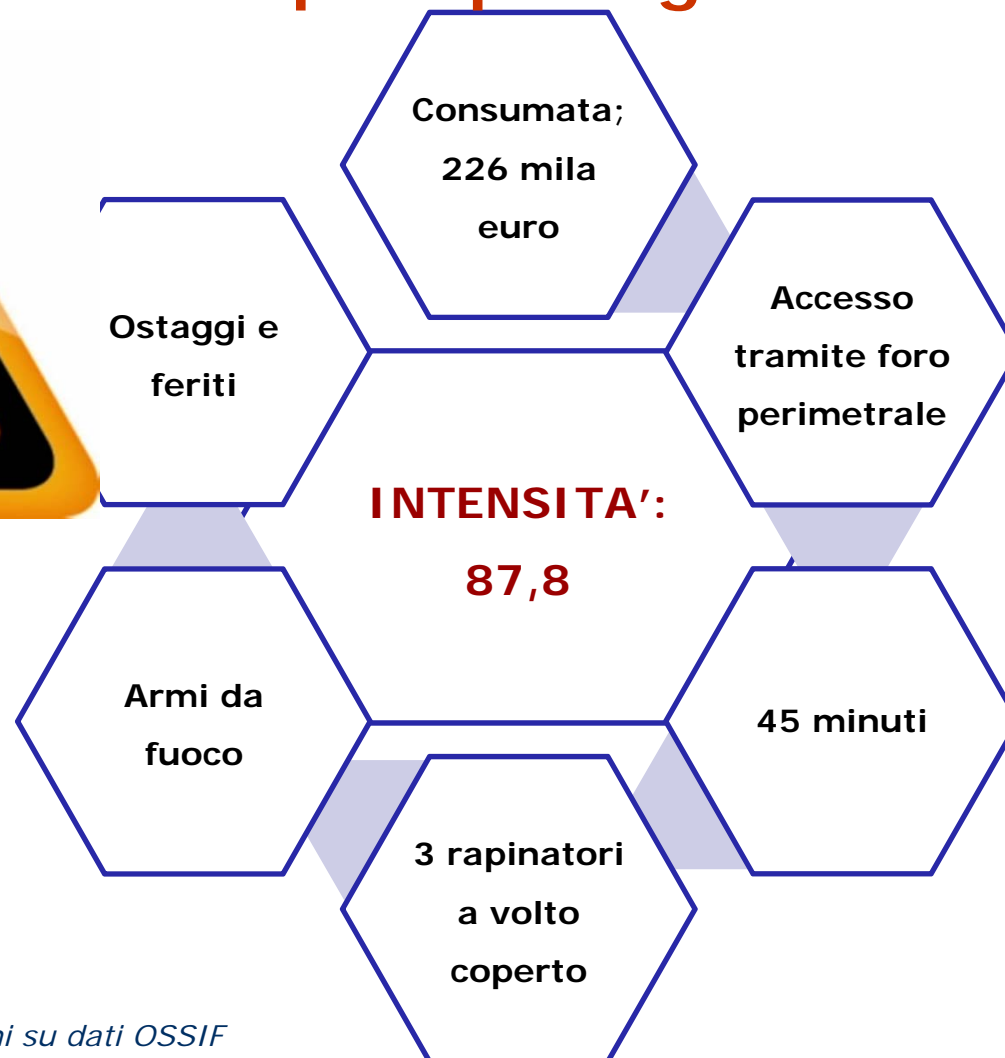 Consumata;
226 mila
euro
Accesso
tramite foro
perimetrale
Ostaggi e
feriti
INTENSITA’:
87,8
Armi da
fuoco
45 minuti
3 rapinatori
a volto
coperto
su dati OSSIF